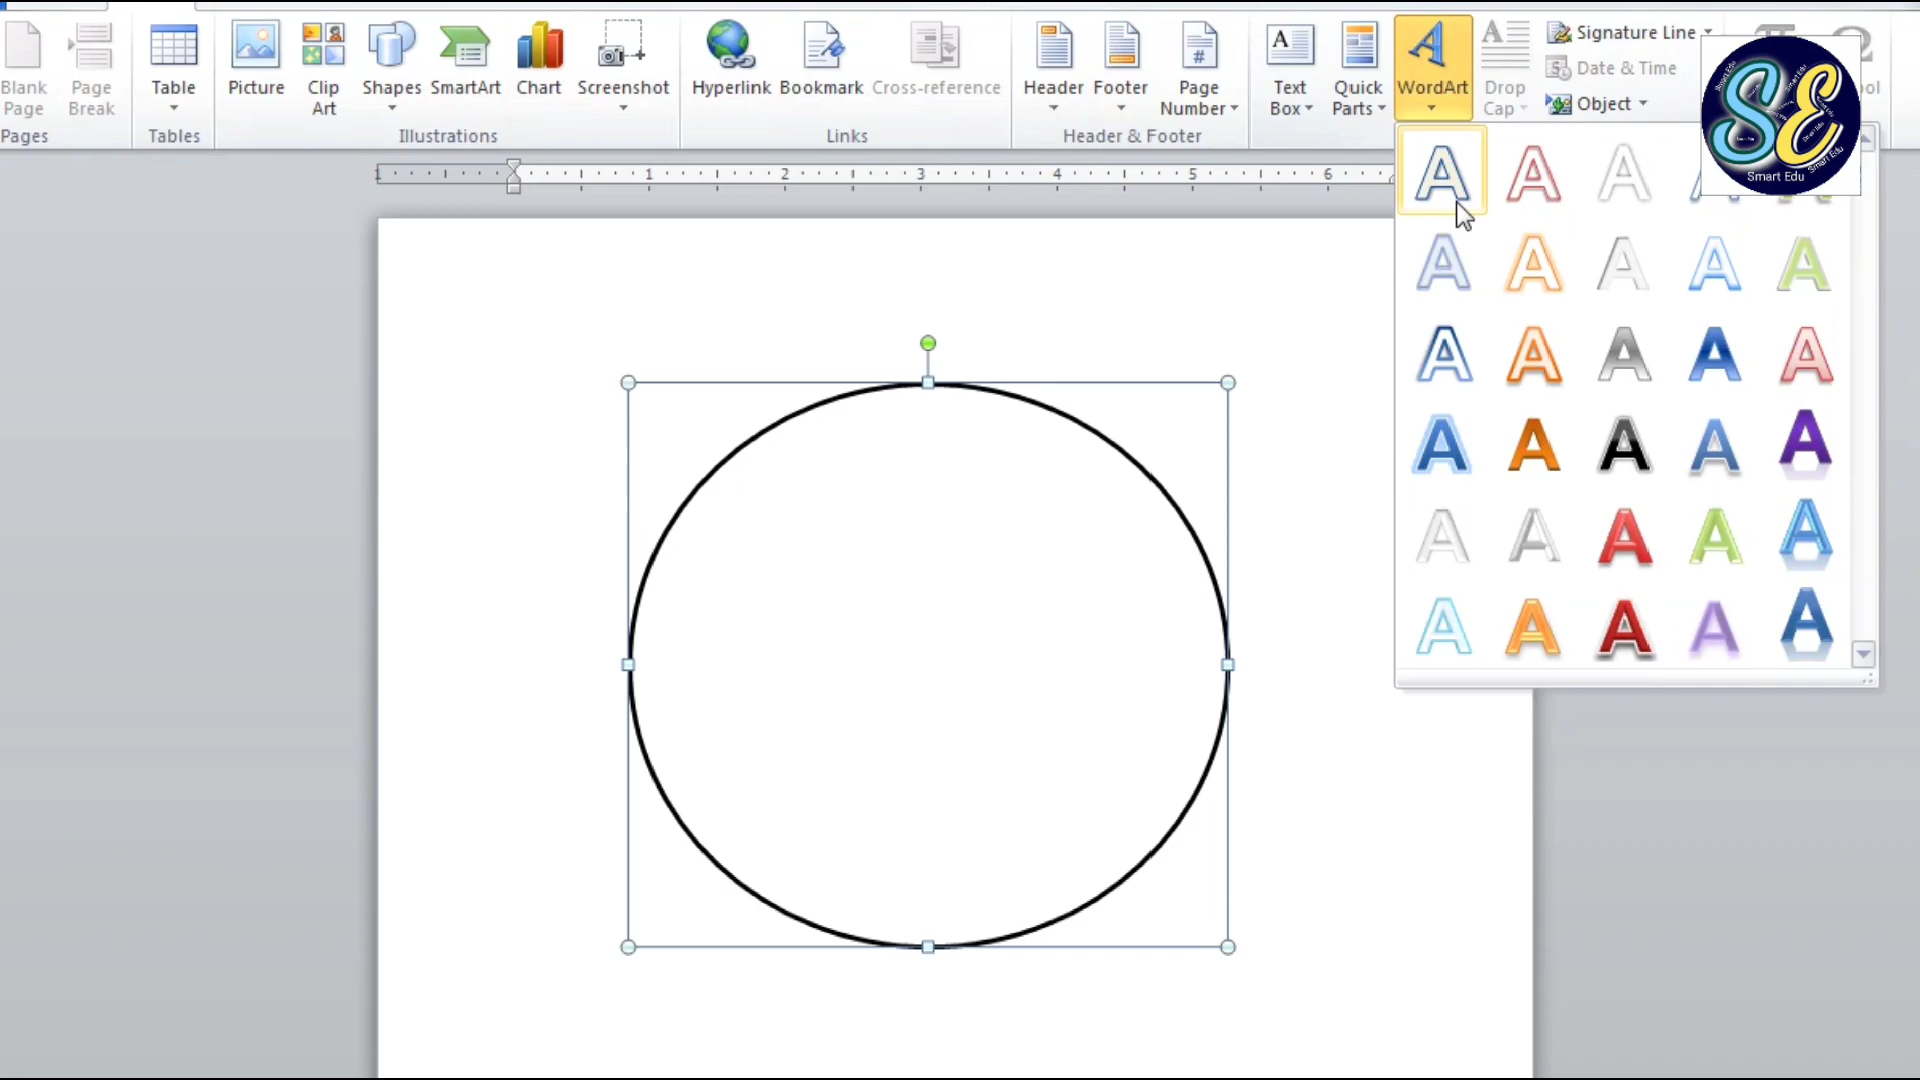 Blank Page
Page Break
Pages
Table
Tables
Picture
Clip Art
Shapes
SmartArt
Chart
Screenshot
Illustrations
Hyperlink
Bookmark
Cross-reference
Links
Header
Footer
Page Number
Header & Footer
Text Box
Quick Parts
WordArt
Drop Cap
Signature Line
Date & Time
Object
SE
Smart Edu
1
1
2
3
4
5
6
A A A
A A A A A
A A A A A
A A A A A
A A A A A
A A A A A